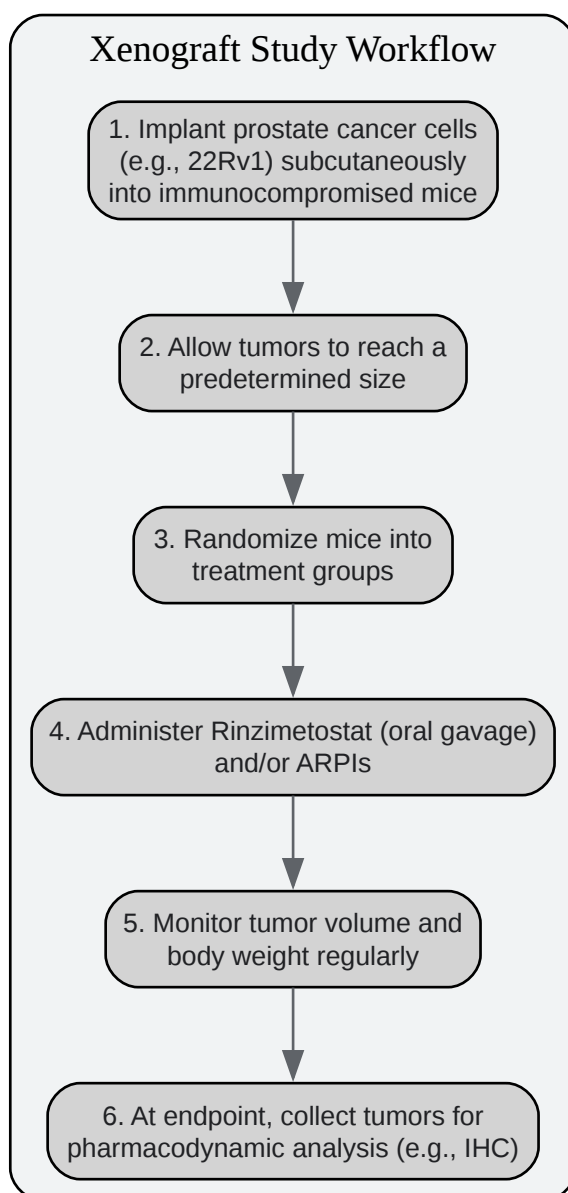 Xenograft Study Workflow
1. Implant prostate cancer cells
(e.g., 22Rv1) subcutaneously
into immunocompromised mice
2. Allow tumors to reach a
predetermined size
3. Randomize mice into
treatment groups
4. Administer Rinzimetostat (oral gavage)
and/or ARPIs
5. Monitor tumor volume and
body weight regularly
6. At endpoint, collect tumors for
pharmacodynamic analysis (e.g., IHC)